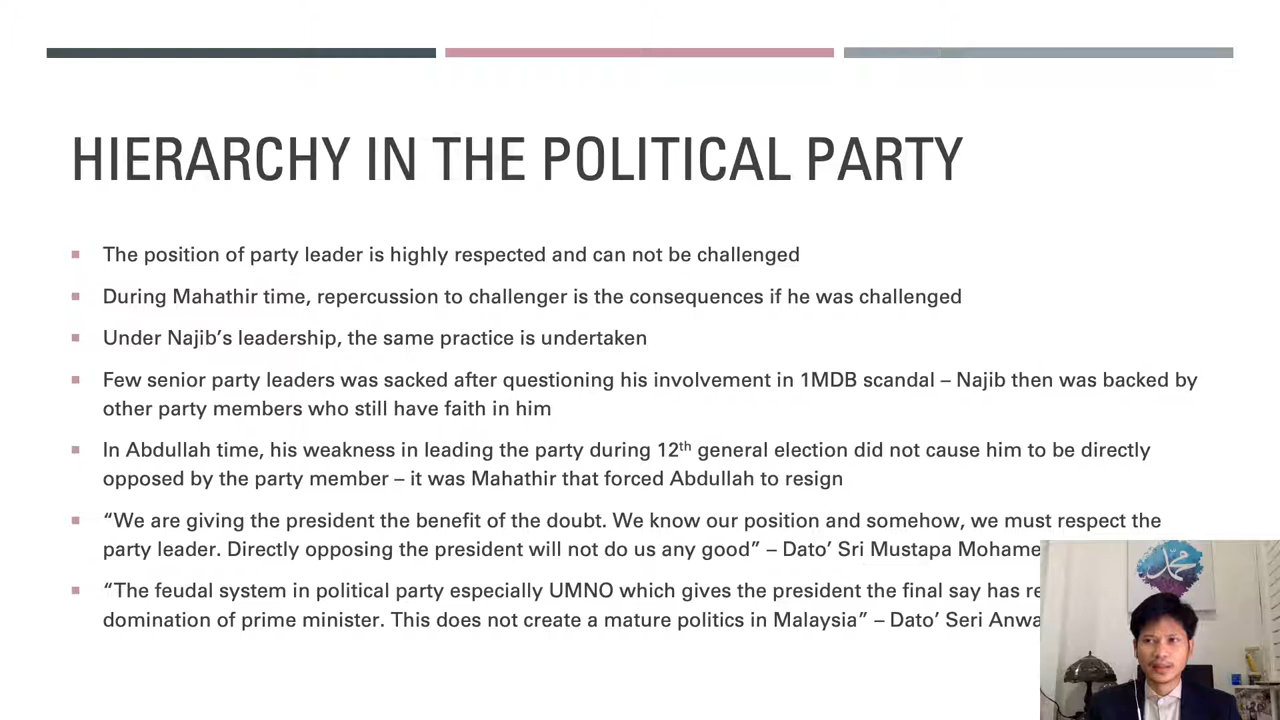 HIERARCHY IN THE POLITICAL PARTY
The position of party leader is highly respected and can not be challenged
During Mahathir time, repercussion to challenger is the consequences if he was challenged
Under Najib’s leadership, the same practice is undertaken
Few senior party leaders was sacked after questioning his involvement in 1MDB scandal – Najib then was backed by
other party members who still have faith in him
In Abdullah time, his weakness in leading the party during 12th general election did not cause him to be directly
opposed by the party member – it was Mahathir that forced Abdullah to resign
“We are giving the president the benefit of the doubt. We know our position and somehow, we must respect the
party leader. Directly opposing the president will not do us any good” – Dato’ Sri Mustapa
“The feudal system in political party especially UMNO which gives the president the final say has
domination of prime minister. This does not create a mature politics in Malaysia” – Dato’ Seri
محمد